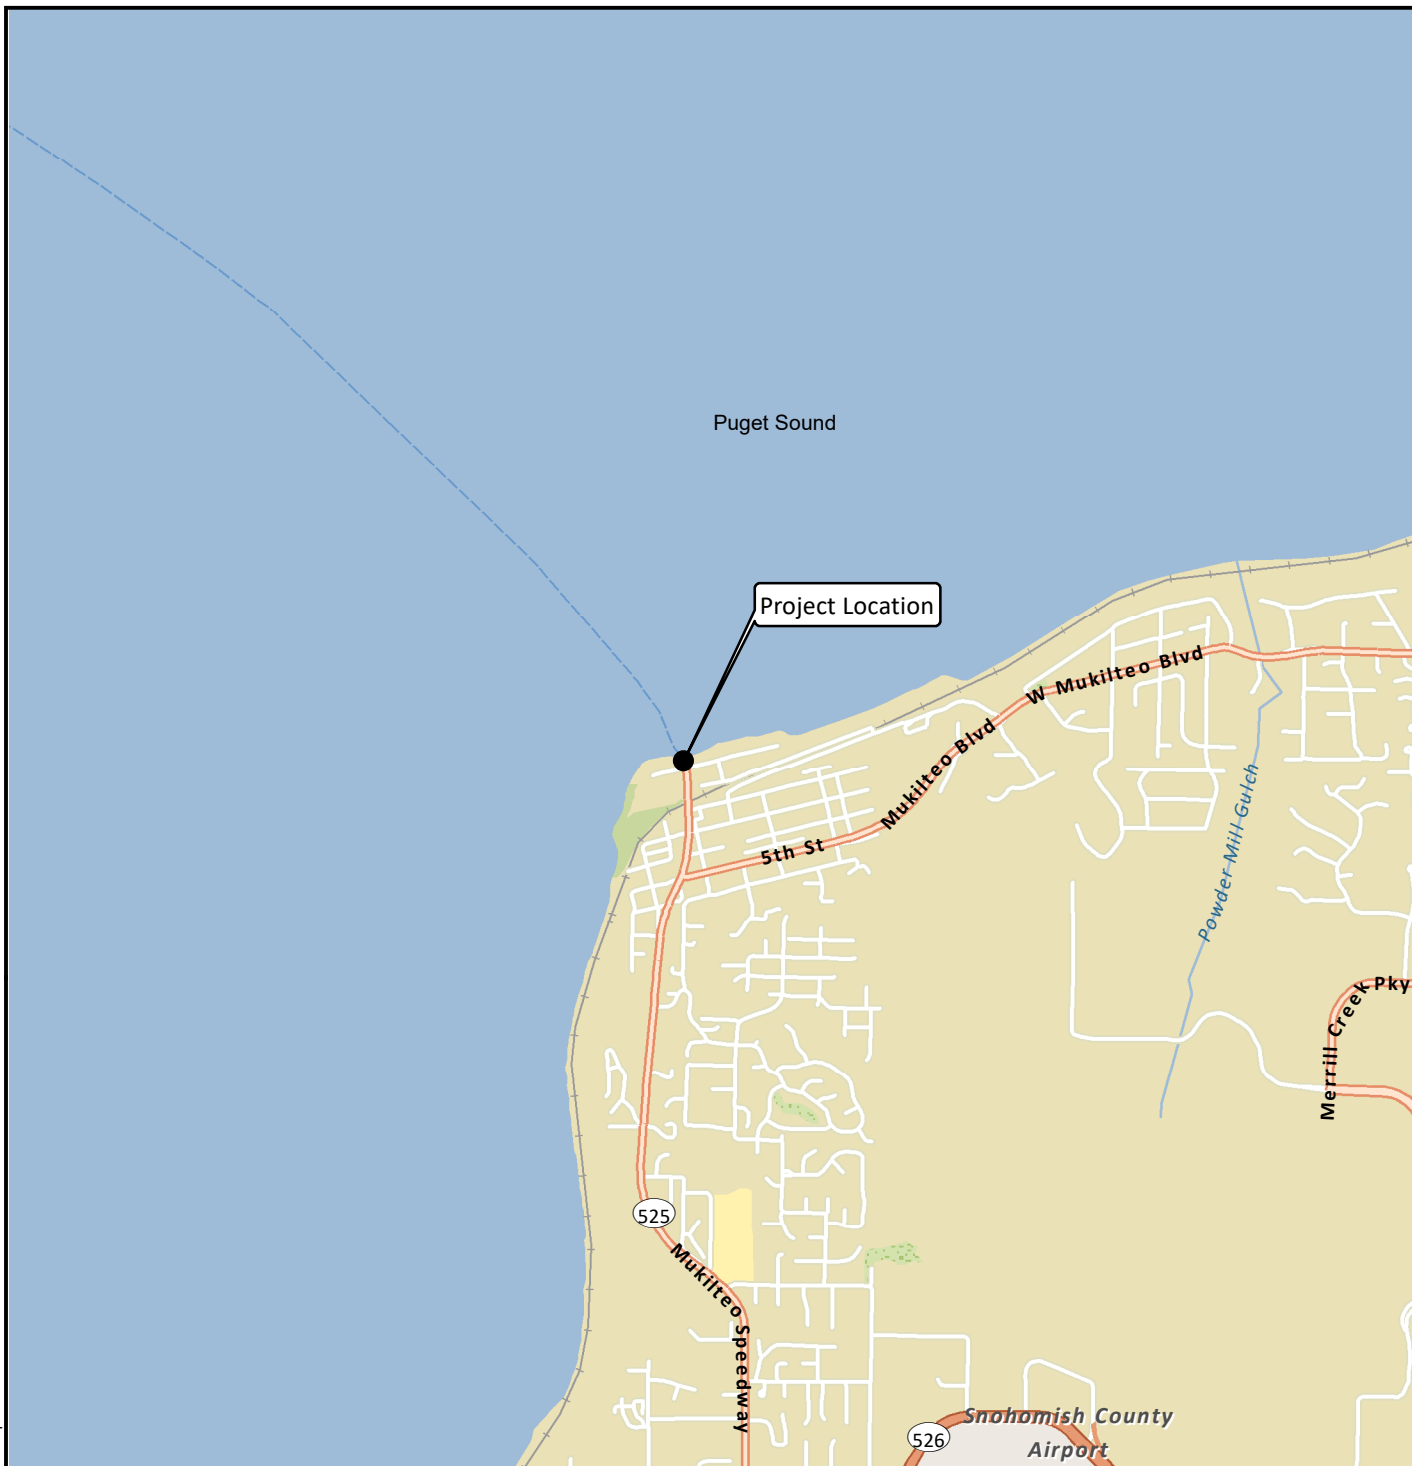 Puget Sound
Project Location
W Mukilteo Blvd
Mukilteo Blvd
5th St
Powder Mill Gulch
Merrill Creek Pky
525
Mukilteo Speedway
Snohomish County
Airport
526